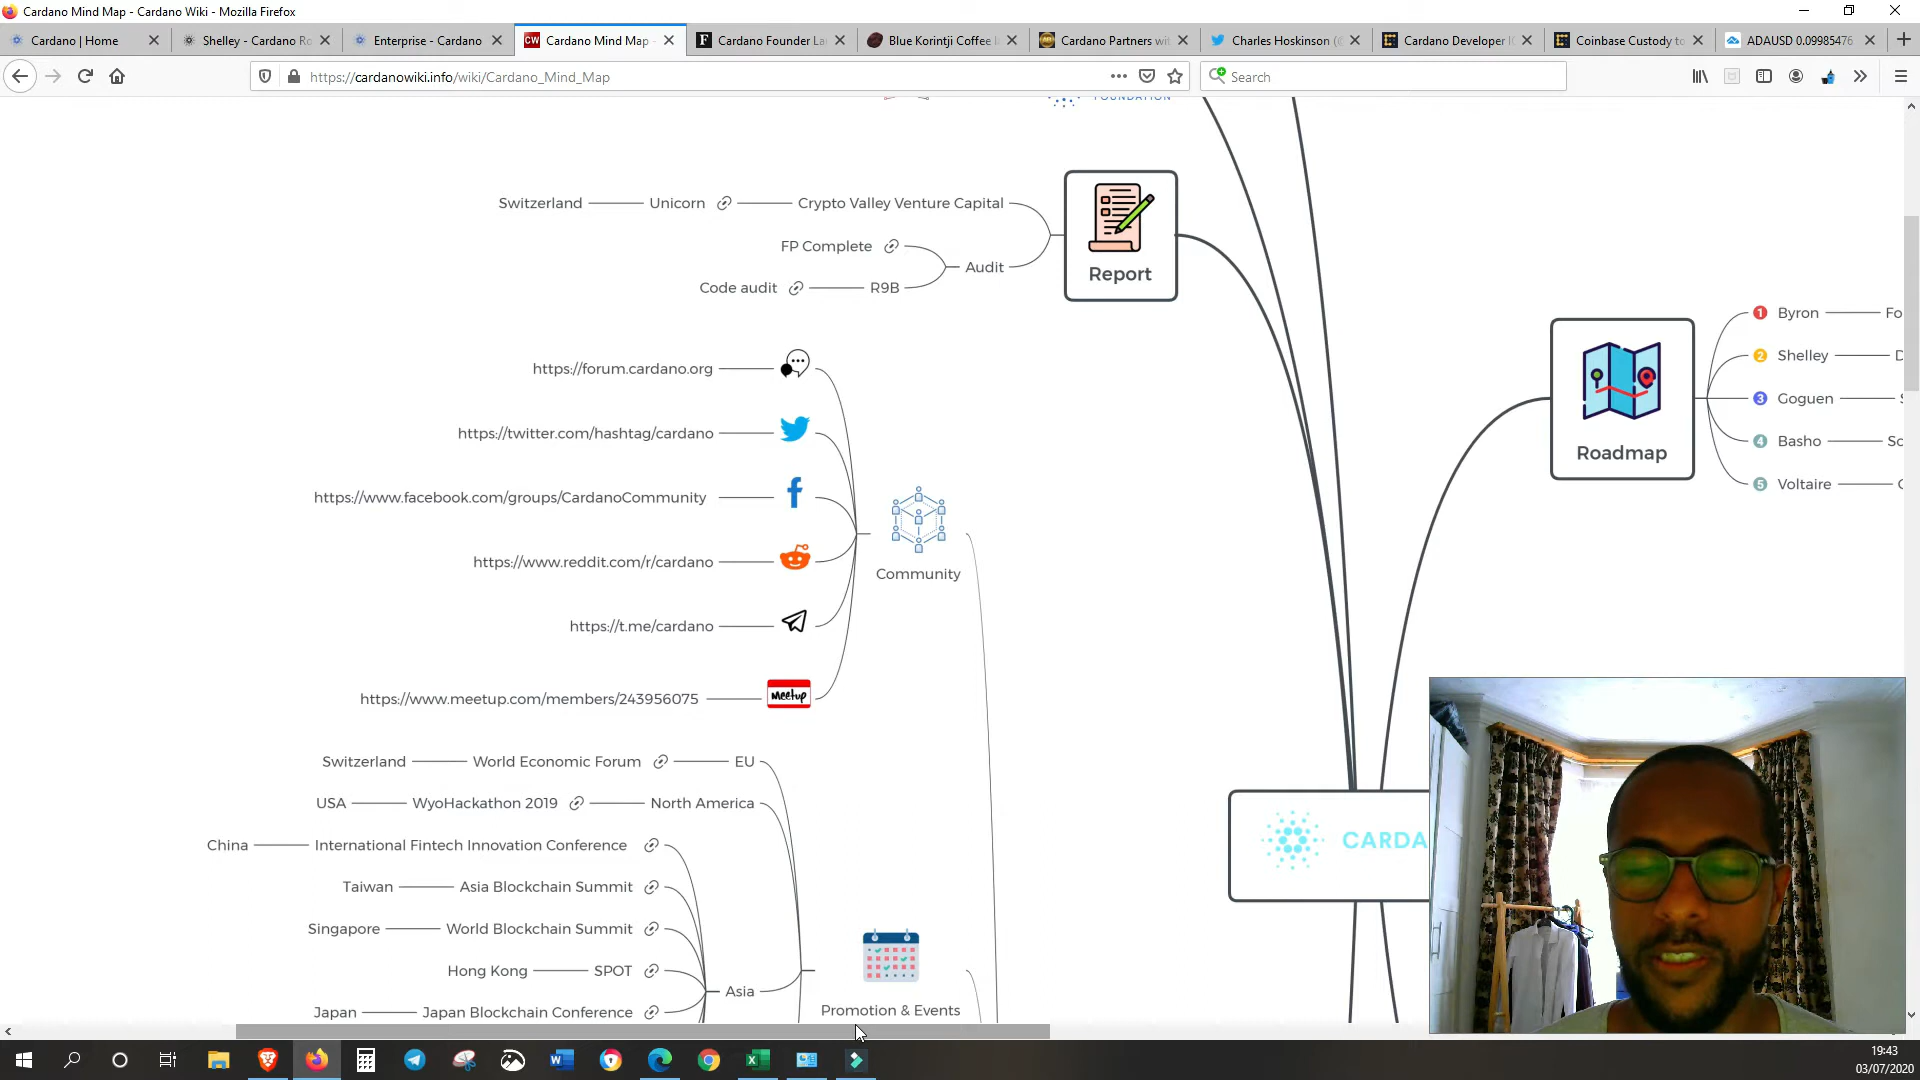 Cardano Mind Map - Cardano Wiki - Mozilla Firefox
Cardano | Home
Shelley - Cardano Ro
Enterprise - Cardano
CW Cardano Mind Map -
F Cardano Founder La
Blue Korintji Coffee
Cardano Partners wi
Charles Hoskinson (
Cardano Developer I
Coinbase Custody to
ADAUSD 0.09985476
https://cardanowiki.info/wiki/Cardano_Mind_Map
Search
FOUNDATION
Switzerland
Unicorn
Crypto Valley Venture Capital
FP Complete
Audit
Code audit
R9B
Report
https://forum.cardano.org
https://twitter.com/hashtag/cardano
https://www.facebook.com/groups/CardanoCommunity
https://www.reddit.com/r/cardano
https://t.me/cardano
https://www.meetup.com/members/243956075
Meetup
Community
Roadmap
1 Byron Fo
2 Shelley D
3 Goguen S
4 Basho Sc
5 Voltaire
Switzerland World Economic Forum EU
USA WyoHackathon 2019 North America
China International Fintech Innovation Conference
Taiwan Asia Blockchain Summit
Singapore World Blockchain Summit
Hong Kong SPOT
Asia
Japan Japan Blockchain Conference
Promotion & Events
CARDA
19:43
03/07/2020